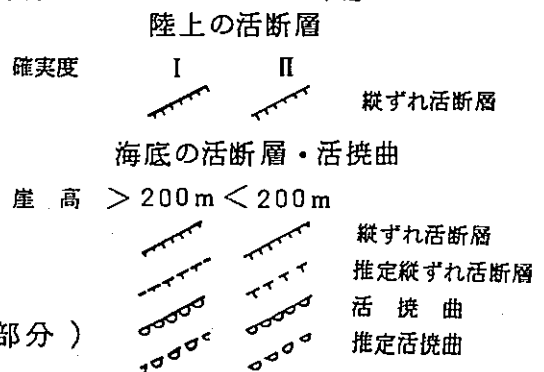 陸上の活断層
確実度 I II
縦ずれ活断層
海底の活断層・活撓曲
崖高 >200m <200m
縦ずれ活断層
推定縦ずれ活断層
活撓曲
部分)
推定活撓曲